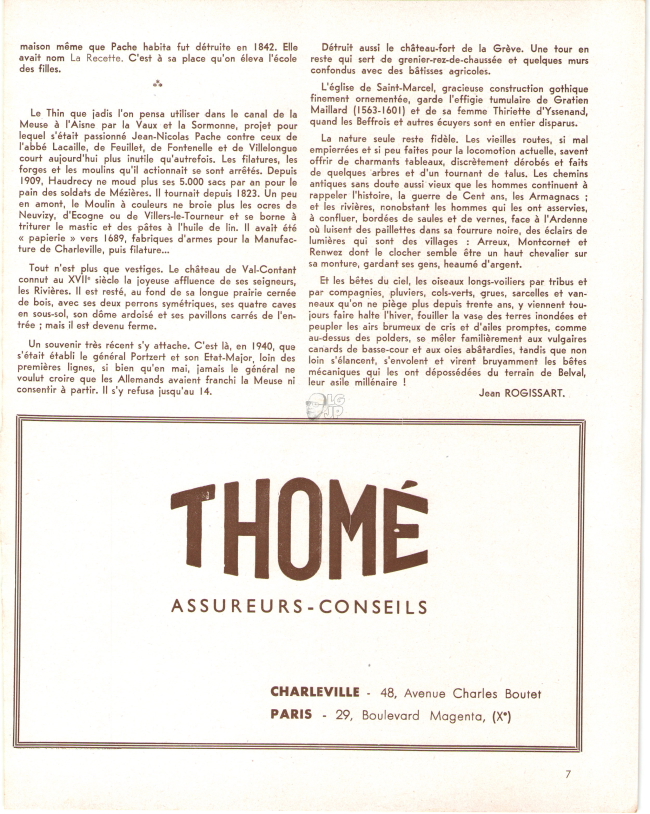 maison même que Pache habita fut détruite en 1842. Elle
avait nom La Recette. C'est à sa place qu'on éleva l'école
des filles.
Le Thin que jadis l'on pensa utiliser dans le canal de la
Meuse à l'Aisne par la Vaux et la Sormonne, projet pour
lequel s'était passionné Jean-Nicolas Pache contre ceux de
l'abbé Lacaille, de Feuillet, de Fontenelle et de Villelongue
court aujourd'hui plus inutile qu'autrefois. Les filatures, les
forges et les moulins qu'il actionnait se sont arrêtés. Depuis
1909, Haudrecy ne moud plus ses 5.000 sacs par an pour le
pain des soldats de Mézières. Il tournait depuis 1823. Un peu
en amont, le Moulin à couleurs ne broie plus les ocres de
Neuvizy, d'Ecogne ou de Villers-le-Tourneur et se borne à
triturer le mastic et des pâtes à l'huile de lin. Il avait été
« papierie » vers 1689, fabriques d'armes pour la Manufac-
ture de Charleville, puis filature...
Tout n'est plus que vestiges. Le château de Val-Contant
connut au XVIIe siècle la joyeuse affluence de ses seigneurs,
les Rivières. Il est resté, au fond de sa longue prairie cernée
de bois, avec ses deux perrons symétriques, ses quatre caves
en sous-sol, son dôme ardoisé et ses pavillons carrés de l'en-
trée ; mais il est devenu ferme.
Un souvenir très récent s'y attache. C'est là, en 1940, que
s'était établi le général Portzert et son Etat-Major, loin des
premières lignes, si bien qu'en mai, jamais le général ne
voulut croire que les Allemands avaient franchi la Meuse ni
consentir à partir. Il s'y refusa jusqu'au 14.
Détruit aussi le château-fort de la Grève. Une tour en
reste qui sert de grenier-rez-de-chaussée et quelques murs
confondus avec des bâtisses agricoles.
L'église de Saint-Marcel, gracieuse construction gothique
finement ornementée, garde l'effigie tumulaire de Gratien
Maillard (1563-1601) et de sa femme Thiriette d'Yssenand,
quand les Beffrois et autres écuyers sont en entier disparus.
La nature seule reste fidèle. Les vieilles routes, si mal
empierrées et si peu faites pour la locomotion actuelle, savent
offrir de charmants tableaux, discrètement dérobés et faits
de quelques arbres et d'un tournant de talus. Les chemins
antiques sans doute aussi vieux que les hommes continuent à
rappeler l'histoire, la guerre de Cent ans, les Armagnacs ;
et les rivières, nonobstant les hommes qui les ont asservies,
à confluer, bordées de saules et de vernes, face à l'Ardenne
où luisent des paillettes dans sa fourrure noire, des éclairs de
lumières qui sont des villages : Arreux, Montcornet et
Renwez dont le clocher semble être un haut chevalier sur
sa monture, gardant ses gens, heaumé d'argent.
Et les bêtes du ciel, les oiseaux longs-voiliers par tribus et
par compagnies, pluviers, cols-verts, grues, sarcelles et van-
neaux qu'on ne piège plus depuis trente ans, y viennent tou-
jours faire halte l'hiver, fouiller la vase des terres inondées et
peupler les airs brumeux de cris et d'ailes promptes, comme
au-dessus des polders, se mêler familièrement aux vulgaires
canards de basse-cour et aux oies abâtardies, tandis que non
loin s'élancent, s'envolent et virent bruyamment les bêtes
mécaniques qui les ont dépossédées du terrain de Belval,
leur asile millénaire !
Jean ROGISSART.
LG
JP
THOMÉ
ASSUREURS-CONSEILS
CHARLEVILLE - 48, Avenue Charles Boutet
PARIS - 29, Boulevard Magenta, (Xe)
7